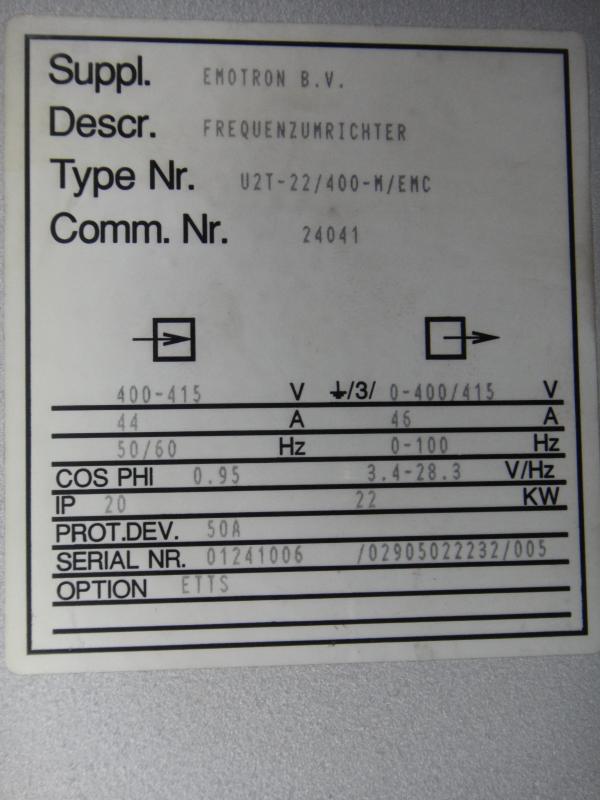 Suppl. EMOTRON B.V.
Descr. FREQUENZUMRICHTER
Type Nr. U2T-22/400-M/EMC
Comm. Nr. 24041
400-415 V ⏚/3/ 0-400/415 V
44 A 46 A
50/60 Hz 0-100 Hz
COS PHI 0.95 3.4-28.3 V/Hz
IP 20 22 KW
PROT.DEV. 50A
SERIAL NR. 01241006 /02905022232/005
OPTION ETTS